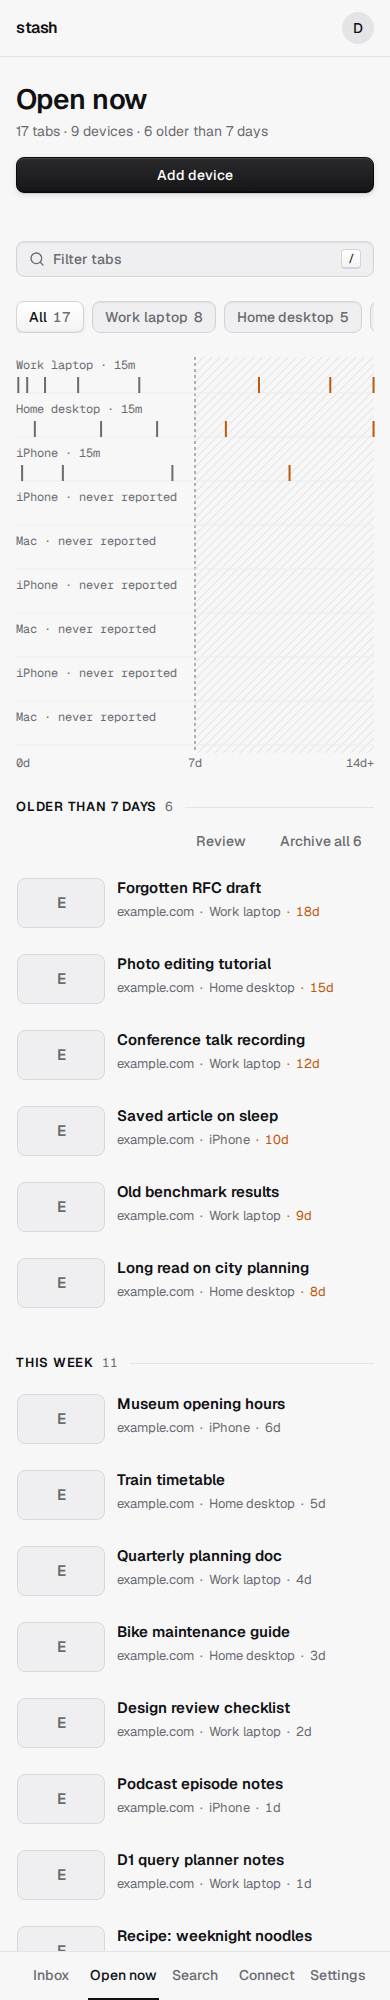 stash
D
Open now
17 tabs · 9 devices · 6 older than 7 days
Add device
Filter tabs /
All 17 Work laptop 8 Home desktop 5
Work laptop · 15m
Home desktop · 15m
iPhone · 15m
iPhone · never reported
Mac · never reported
iPhone · never reported
Mac · never reported
iPhone · never reported
Mac · never reported
0d 7d 14d+
OLDER THAN 7 DAYS 6
Review Archive all 6
E
Forgotten RFC draft
example.com · Work laptop · 18d
E
Photo editing tutorial
example.com · Home desktop · 15d
E
Conference talk recording
example.com · Work laptop · 12d
E
Saved article on sleep
example.com · iPhone · 10d
E
Old benchmark results
example.com · Work laptop · 9d
E
Long read on city planning
example.com · Home desktop · 8d
THIS WEEK 11
E
Museum opening hours
example.com · iPhone · 6d
E
Train timetable
example.com · Home desktop · 5d
E
Quarterly planning doc
example.com · Work laptop · 4d
E
Bike maintenance guide
example.com · Home desktop · 3d
E
Design review checklist
example.com · Work laptop · 2d
E
Podcast episode notes
example.com · iPhone · 1d
E
D1 query planner notes
example.com · Work laptop · 1d
E
Recipe: weeknight noodles
Inbox Open now Search Connect Settings